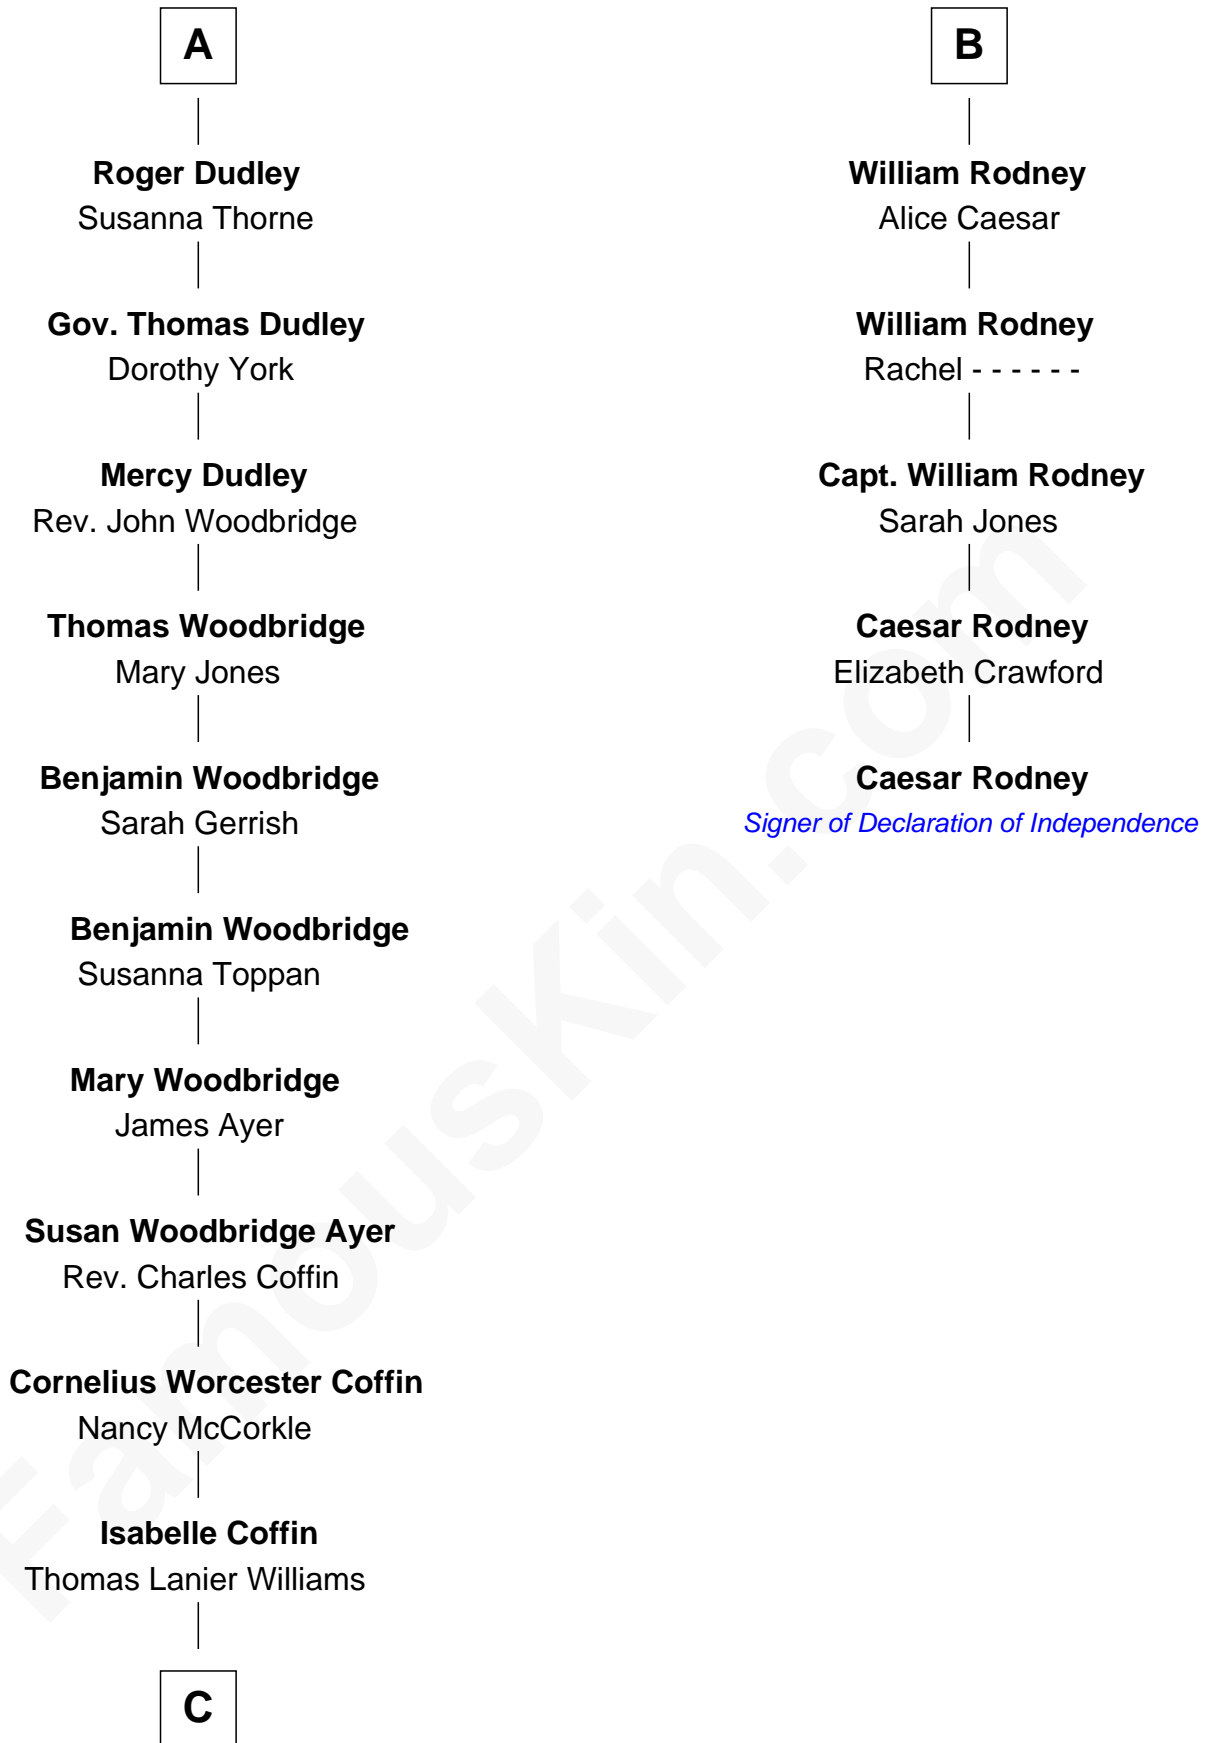 A
Roger Dudley
Susanna Thorne
Gov. Thomas Dudley
Dorothy York
Mercy Dudley
Rev. John Woodbridge
Thomas Woodbridge
Mary Jones
Benjamin Woodbridge
Sarah Gerrish
Benjamin Woodbridge
Susanna Toppan
Mary Woodbridge
James Ayer
Susan Woodbridge Ayer
Rev. Charles Coffin
Cornelius Worcester Coffin
Nancy McCorkle
Isabelle Coffin
Thomas Lanier Williams
C
B
William Rodney
Alice Caesar
William Rodney
Rachel - - - - - -
Capt. William Rodney
Sarah Jones
Caesar Rodney
Elizabeth Crawford
Caesar Rodney
Signer of Declaration of Independence
FamousKin.com